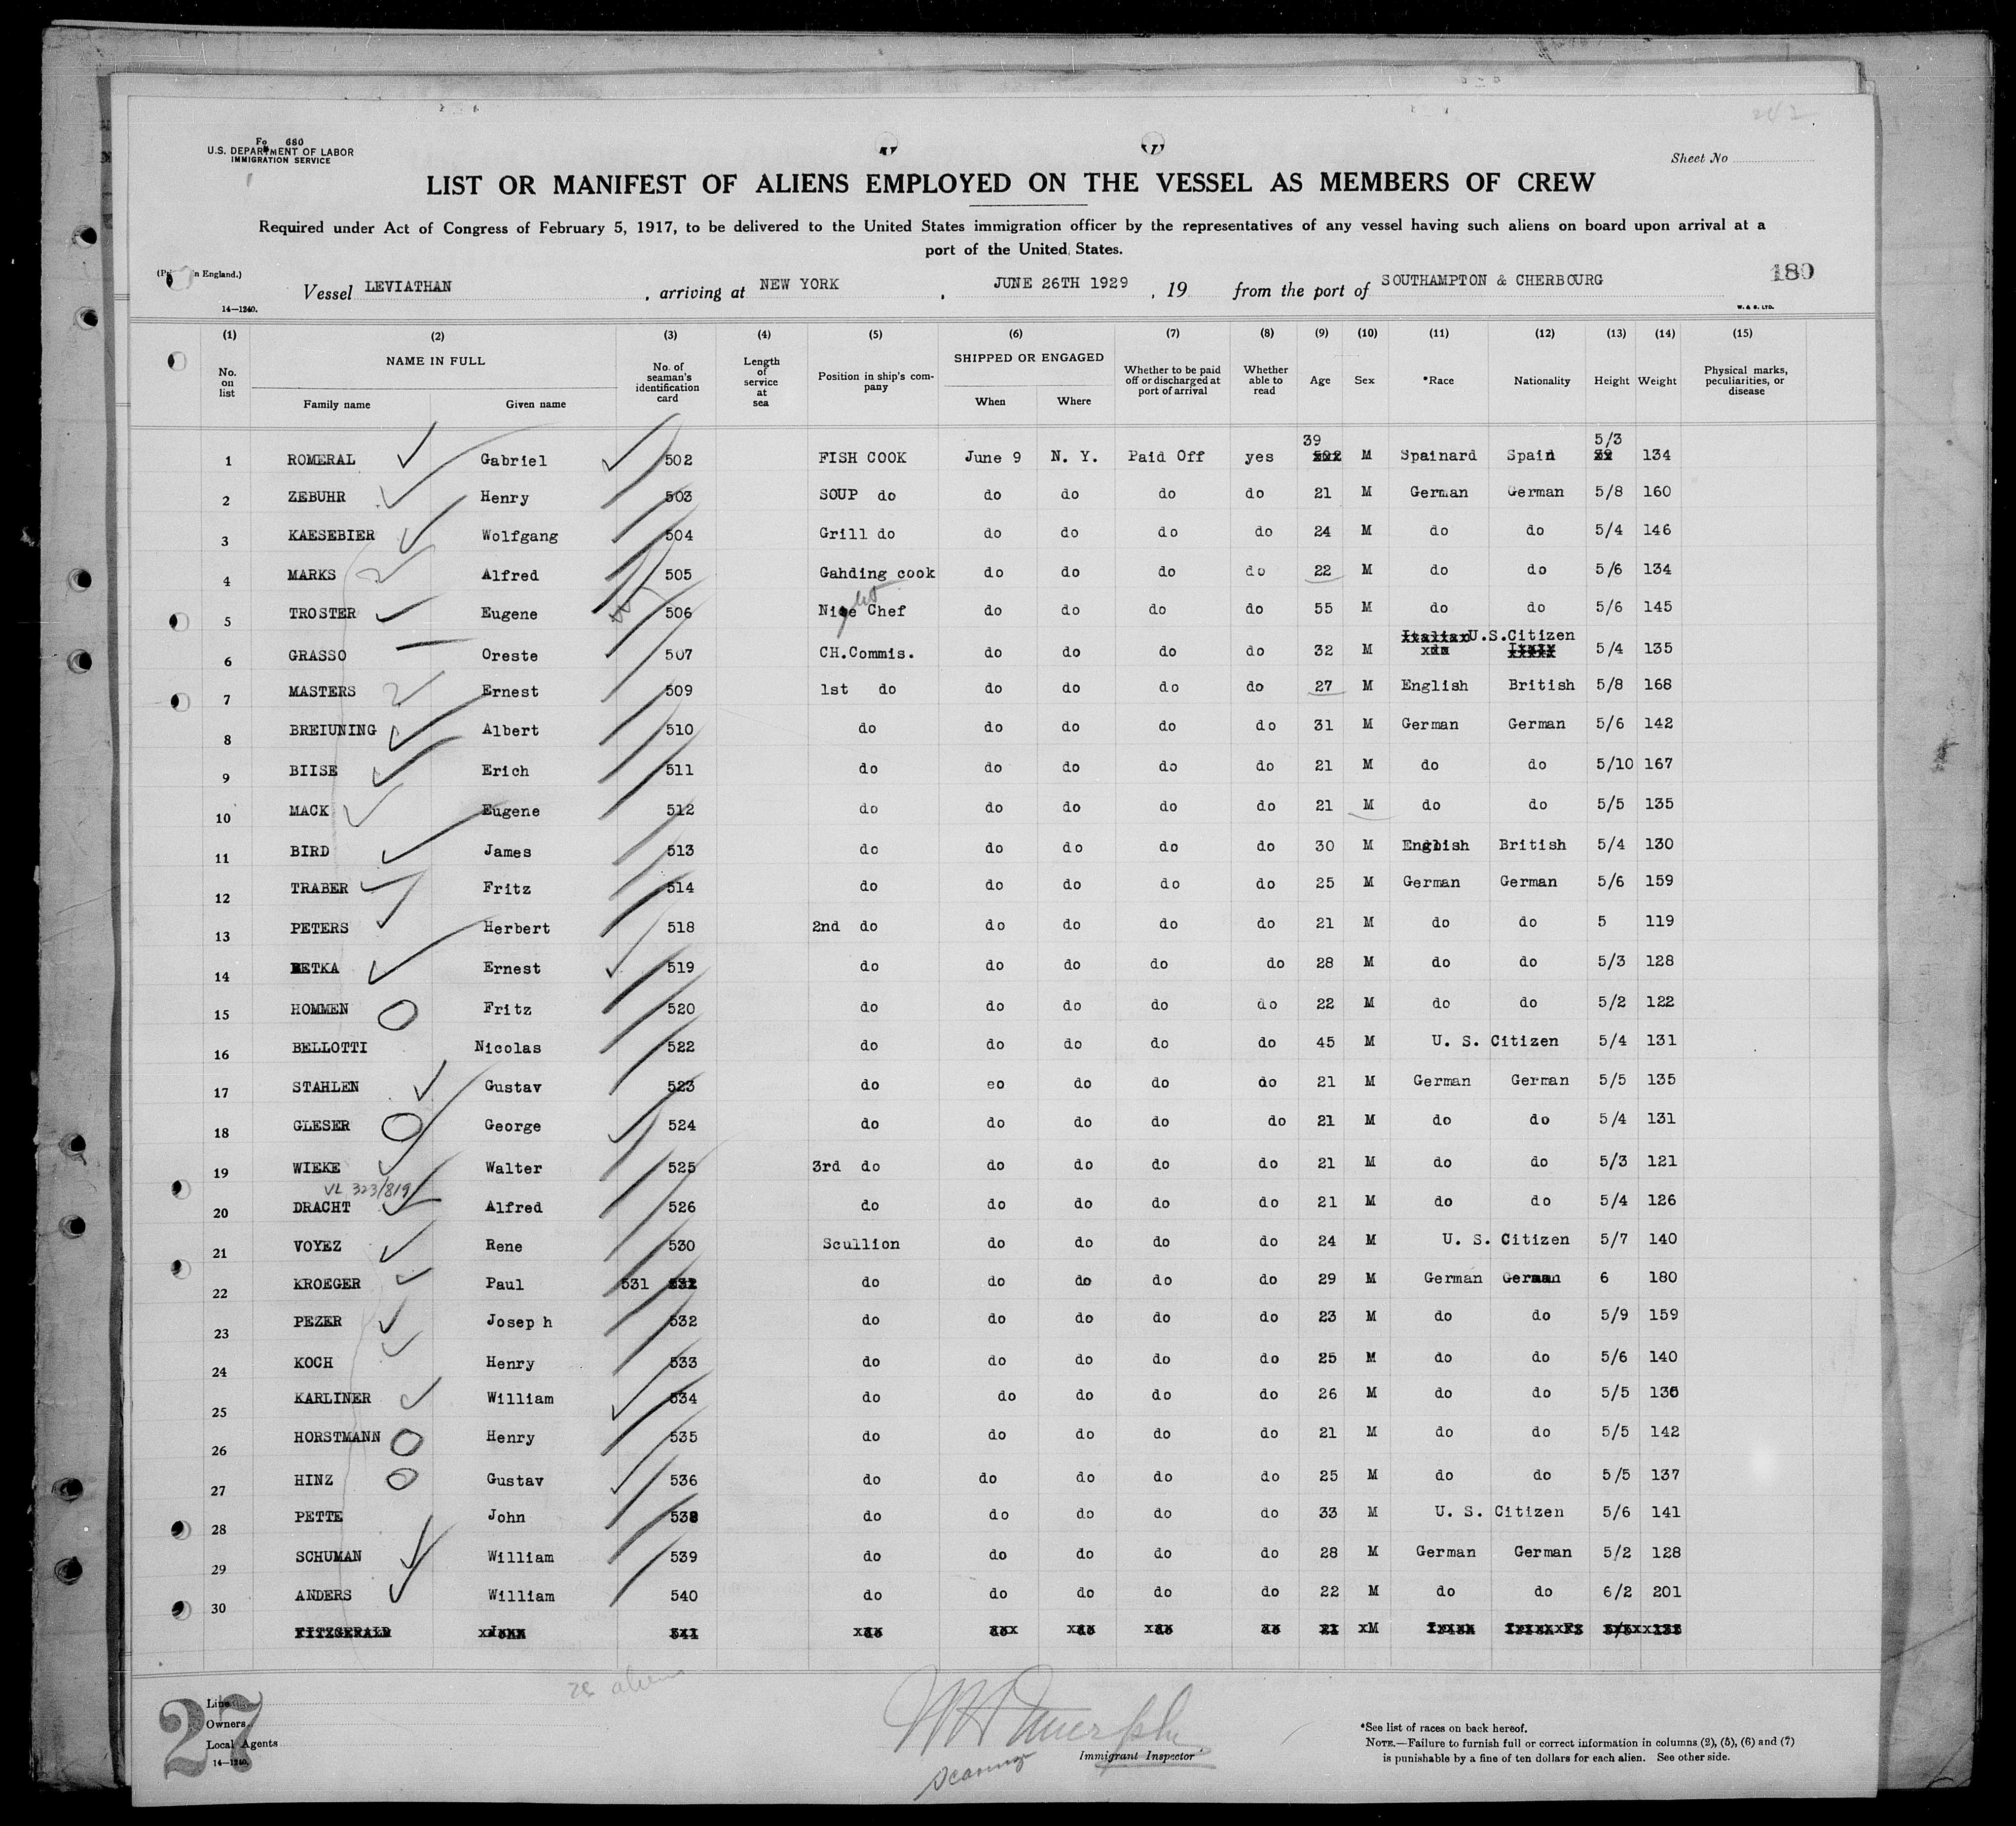 Fo 680
U.S. DEPARTMENT OF LABOR
IMMIGRATION SERVICE
Sheet No
LIST OR MANIFEST OF ALIENS EMPLOYED ON THE VESSEL AS MEMBERS OF CREW
Required under Act of Congress of February 5, 1917, to be delivered to the United States immigration officer by the representatives of any vessel having such aliens on board upon arrival at a
port of the United States.
n England.)
Vessel LEVIATHAN , arriving at NEW YORK , JUNE 26TH 1929 , 19 from the port of SOUTHAMPTON & CHERBOURG 180
14—1240. W. & S. LTD.
(1) (2) (3) (4) (5) (6) (7) (8) (9) (10) (11) (12) (13) (14) (15)
No. on list NAME IN FULL Family name Given name No. of seaman's identification card Length of service at sea Position in ship's company SHIPPED OR ENGAGED When Where Whether to be paid off or discharged at port of arrival Whether able to read Age Sex *Race Nationality Height Weight Physical marks, peculiarities, or disease
1 ROMERAL Gabriel 502 FISH COOK June 9 N. Y. Paid Off yes 39 M Spainard Spain 5/3 134
2 ZEBUHR Henry 503 SOUP do do do do do 21 M German German 5/8 160
3 KAESEBIER Wolfgang 504 Grill do do do do do 24 M do do 5/4 146
4 MARKS Alfred 505 Gahding cook do do do do 22 M do do 5/6 134
5 TROSTER Eugene 506 Nige ght Chef do do do do 55 M do do 5/6 145
6 GRASSO Oreste 507 CH.Commis. do do do do 32 M Italian U.S.Citizen 5/4 135
7 MASTERS Ernest 509 1st do do do do do 27 M English British 5/8 168
8 BREIUNING Albert 510 do do do do do 31 M German German 5/6 142
9 BIISE Erich 511 do do do do do 21 M do do 5/10 167
10 MACK Eugene 512 do do do do do 21 M do do 5/5 135
11 BIRD James 513 do do do do do 30 M English British 5/4 130
12 TRABER Fritz 514 do do do do do 25 M German German 5/6 159
13 PETERS Herbert 518 2nd do do do do do 21 M do do 5 119
14 BETKA Ernest 519 do do do do do 28 M do do 5/3 128
15 HOMMEN Fritz 520 do do do do do 22 M do do 5/2 122
16 BELLOTTI Nicolas 522 do do do do do 45 M U. S. Citizen 5/4 131
17 STAHLEN Gustav 523 do eo do do do 21 M German German 5/5 135
18 GLESER George 524 do do do do do 21 M do do 5/4 131
19 WIEKE Walter 525 3rd do do do do do 21 M do do 5/3 121
VL 323/819
20 DRACHT Alfred 526 do do do do do 21 M do do 5/4 126
21 VOYEZ Rene 530 Scullion do do do do 24 M U. S. Citizen 5/7 140
22 KROEGER Paul 531 do do do do do 29 M German German 6 180
23 PEZER Josep h 532 do do do do do 23 M do do 5/9 159
24 KOCH Henry 533 do do do do do 25 M do do 5/6 140
25 KARLINER William 534 do do do do do 26 M do do 5/5 136
26 HORSTMANN Henry 535 do do do do do 21 M do do 5/5 142
27 HINZ Gustav 536 do do do do do 25 M do do 5/5 137
28 PETTE John 538 do do do do do 33 M U. S. Citizen 5/6 141
29 SCHUMAN William 539 do do do do do 28 M German German 5/2 128
30 ANDERS William 540 do do do do do 22 M do do 6/2 201
FITZGERALD John 541 do do do do do 21 M
28 aliens
27
Line
Owners
Local Agents
14—1240.
Immigrant Inspector
*See list of races on back hereof.
NOTE.—Failure to furnish full or correct information in columns (2), (5), (6) and (7)
is punishable by a fine of ten dollars for each alien. See other side.